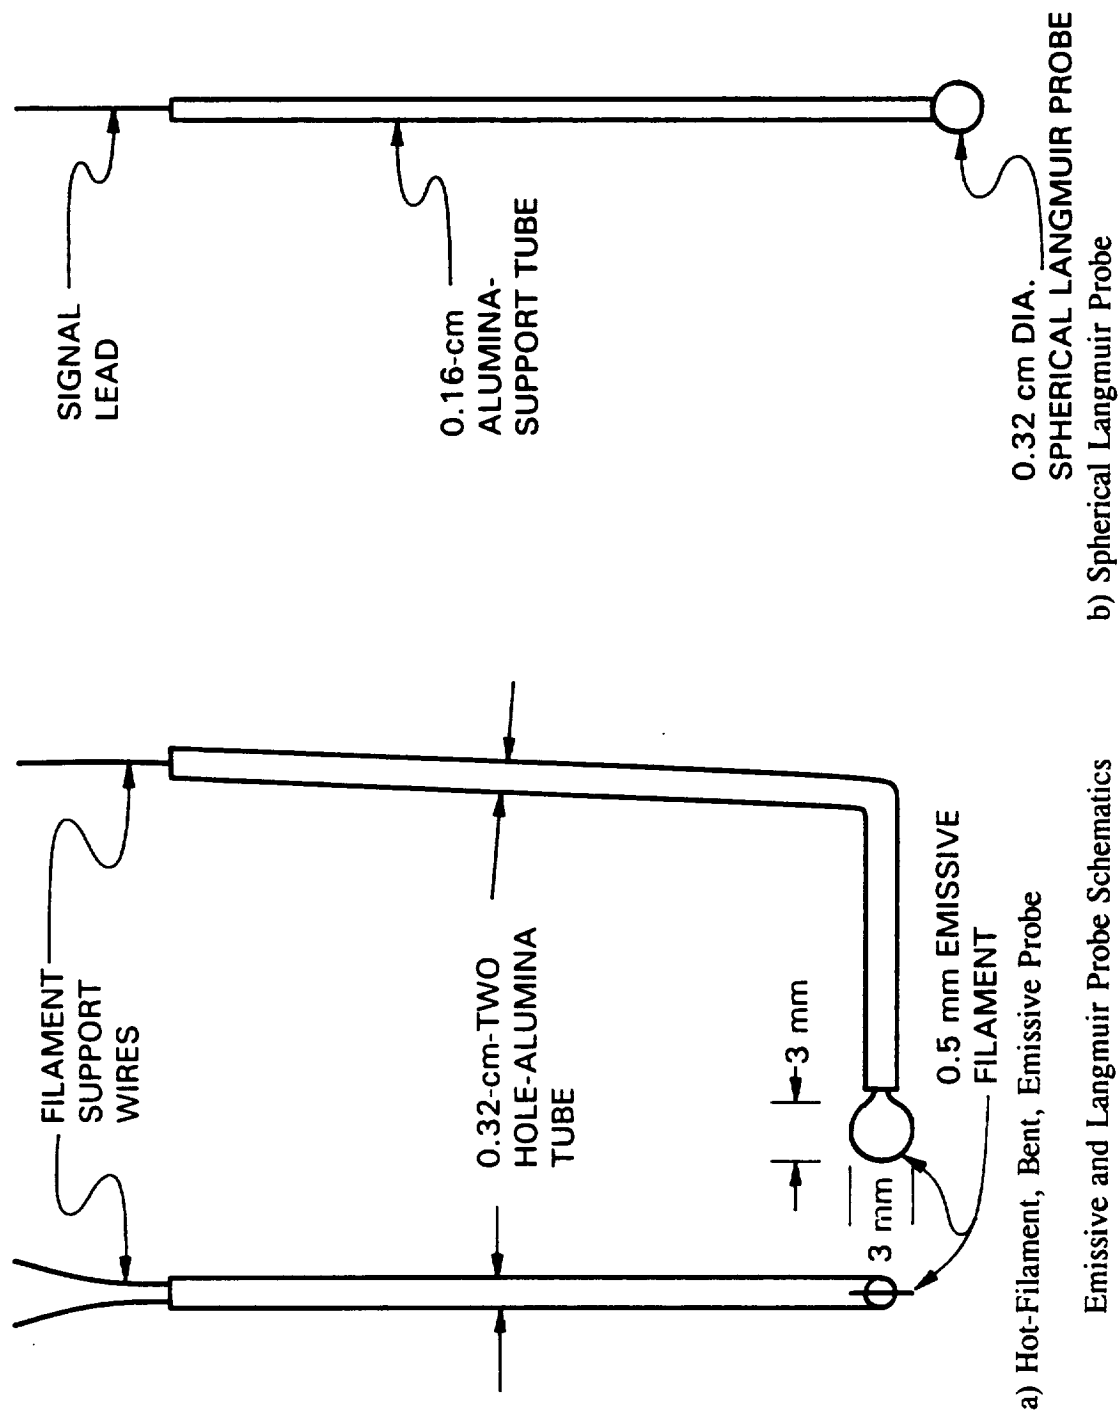 FILAMENT
SUPPORT
WIRES
0.32-cm-TWO
HOLE-ALUMINA
TUBE
3 mm
3 mm
0.5 mm EMISSIVE
FILAMENT
a) Hot-Filament, Bent, Emissive Probe
SIGNAL
LEAD
0.16-cm
ALUMINA-
SUPPORT TUBE
0.32 cm DIA.
SPHERICAL LANGMUIR PROBE
b) Spherical Langmuir Probe
Emissive and Langmuir Probe Schematics